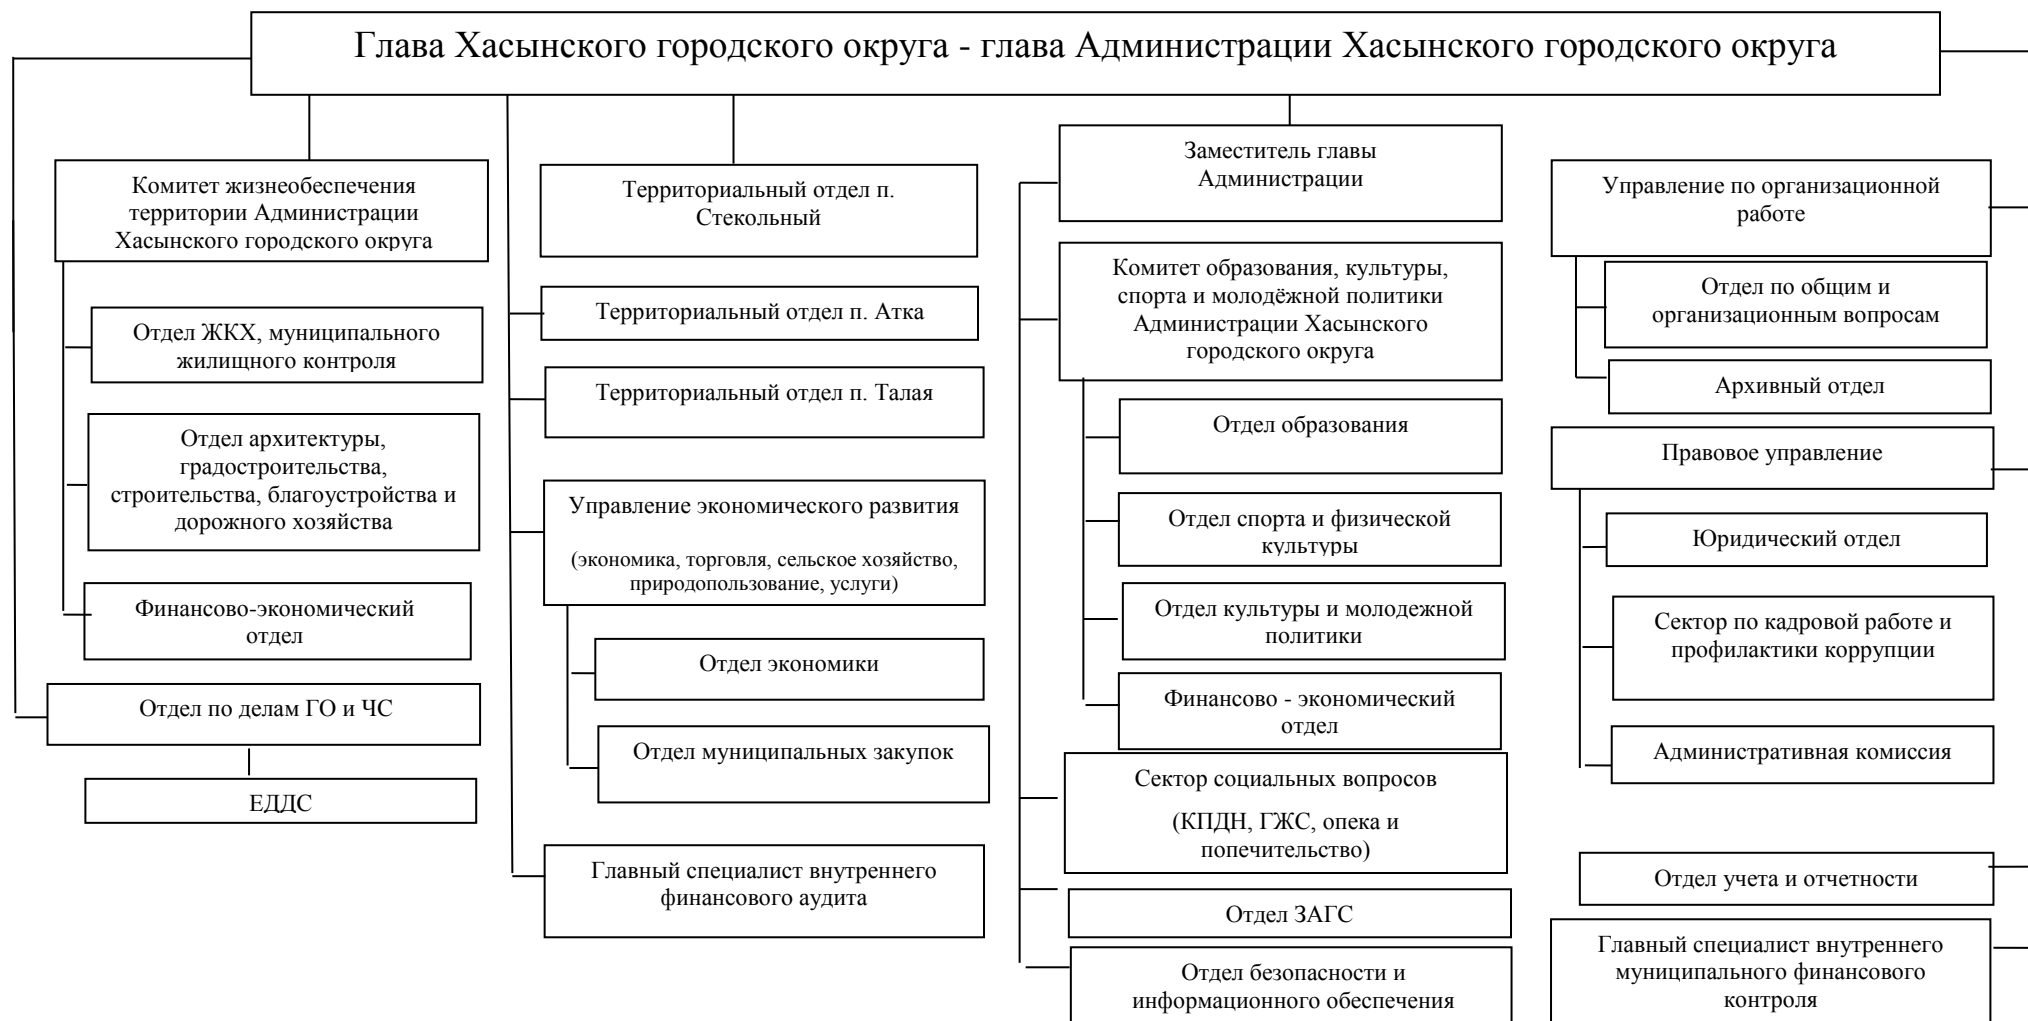 Глава Хасынского городского округа - глава Администрации Хасынского городского округа
Комитет жизнеобеспечения
территории Администрации
Хасынского городского округа
Отдел ЖКХ, муниципального
жилищного контроля
Отдел архитектуры,
градостроительства,
строительства, благоустройства и
дорожного хозяйства
Финансово-экономический
отдел
Отдел по делам ГО и ЧС
ЕДДС
Территориальный отдел п.
Стекольный
Территориальный отдел п. Атка
Территориальный отдел п. Талая
Управление экономического развития
(экономика, торговля, сельское хозяйство,
природопользование, услуги)
Отдел экономики
Отдел муниципальных закупок
Главный специалист внутреннего
финансового аудита
Заместитель главы
Администрации
Комитет образования, культуры,
спорта и молодёжной политики
Администрации Хасынского
городского округа
Отдел образования
Отдел спорта и физической
культуры
Отдел культуры и молодежной
политики
Финансово - экономический
отдел
Сектор социальных вопросов
(КПДН, ГЖС, опека и
попечительство)
Отдел ЗАГС
Отдел безопасности и
информационного обеспечения
Управление по организационной
работе
Отдел по общим и
организационным вопросам
Архивный отдел
Правовое управление
Юридический отдел
Сектор по кадровой работе и
профилактики коррупции
Административная комиссия
Отдел учета и отчетности
Главный специалист внутреннего
муниципального финансового
контроля